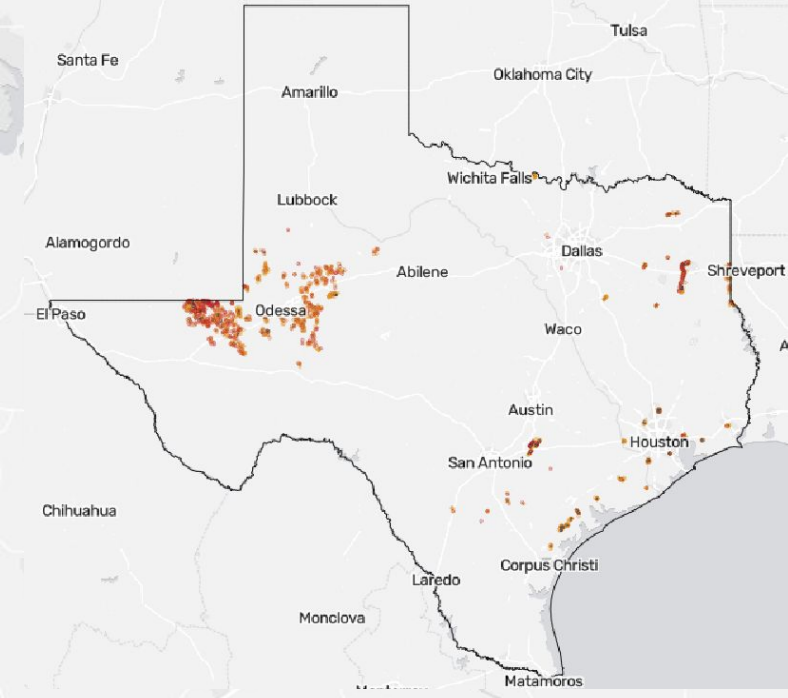 Tulsa
Santa Fe
Oklahoma City
Amarillo
Wichita Falls
Lubbock
Alamogordo
Dallas
Abilene
Shreveport
El Paso
Odessa
Waco
A
Austin
Houston
San Antonio
Chihuahua
Corpus Christi
Laredo
Monclova
Matamoros